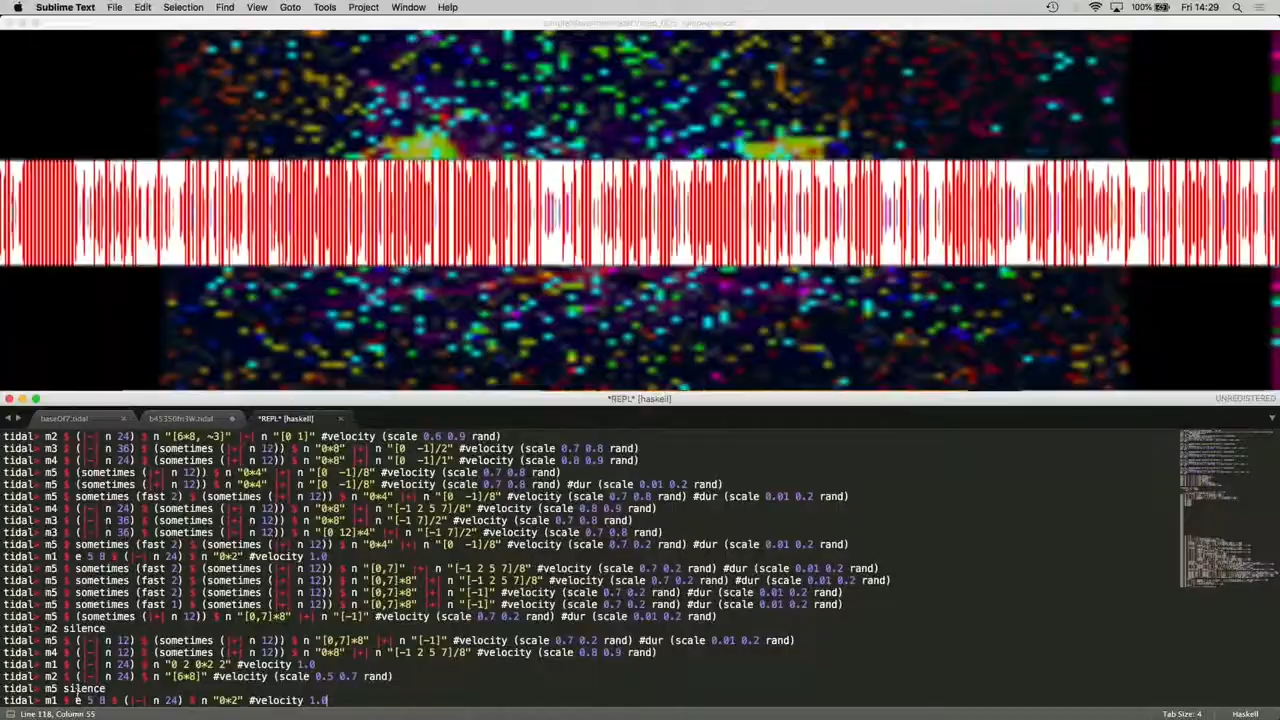 Sublime Text File Edit Selection Find View Goto Tools Project Window Help 100% Fri 14:29
*REPL* [haskell] UNREGISTERED
base0f7.tidal b45350fn3W.tidal *REPL* [haskell]
tidal> m2 $ (|-| n 24) $ n "[6*8, ~3]" |+| n "[0 1]" #velocity (scale 0.6 0.9 rand)
tidal> m3 $ (|-| n 36) $ (sometimes (|+| n 12)) $ n "0*8" |+| n "[0 -1]/8" #velocity (scale 0.7 0.8 rand)
tidal> m4 $ (|-| n 24) $ (sometimes (|+| n 12)) $ n "0*8" |+| n "[0 -1]/1" #velocity (scale 0.8 0.9 rand)
tidal> m5 $ (sometimes (|+| n 12)) $ n "0*4" |+| n "[0 -1]/8" #velocity (scale 0.7 0.8 rand)
tidal> m5 $ (sometimes (|+| n 12)) $ n "0*4" |+| n "[0 -1]/8" #velocity (scale 0.7 0.8 rand) #dur (scale 0.01 0.2 rand)
tidal> m5 $ sometimes (fast 2) $ (sometimes (|+| n 12)) $ n "0*4" |+| n "[0 -1]/8" #velocity (scale 0.7 0.8 rand) #dur (scale 0.01 0.2 rand)
tidal> m4 $ (|-| n 24) $ (sometimes (|+| n 12)) $ n "0*8" |+| n "[-1 2 5 7]/8" #velocity (scale 0.8 0.9 rand)
tidal> m3 $ (|-| n 36) $ (sometimes (|+| n 12)) $ n "0*8" |+| n "[-1 7]/2" #velocity (scale 0.7 0.8 rand)
tidal> m3 $ (|-| n 36) $ (sometimes (|+| n 12)) $ n "[0 12]*4" |+| n "[-1 7]/2" #velocity (scale 0.7 0.8 rand)
tidal> m5 $ sometimes (fast 2) $ (sometimes (|+| n 12)) $ n "0*4" |+| n "[0 -1]/8" #velocity (scale 0.7 0.2 rand) #dur (scale 0.01 0.2 rand)
tidal> m1 $ e 5 8 $ (|-| n 24) $ n "0*2" #velocity 1.0
tidal> m5 $ sometimes (fast 2) $ (sometimes (|+| n 12)) $ n "[0,7]" |+| n "[-1 2 5 7]/8" #velocity (scale 0.7 0.2 rand) #dur (scale 0.01 0.2 rand)
tidal> m5 $ sometimes (fast 2) $ (sometimes (|+| n 12)) $ n "[0,7]*8" |+| n "[-1 2 5 7]/8" #velocity (scale 0.7 0.2 rand) #dur (scale 0.01 0.2 rand)
tidal> m5 $ sometimes (fast 2) $ (sometimes (|+| n 12)) $ n "[0,7]*8" |+| n "[-1]" #velocity (scale 0.7 0.2 rand) #dur (scale 0.01 0.2 rand)
tidal> m5 $ sometimes (fast 1) $ (sometimes (|+| n 12)) $ n "[0,7]*8" |+| n "[-1]" #velocity (scale 0.7 0.2 rand) #dur (scale 0.01 0.2 rand)
tidal> m5 $ (sometimes (|+| n 12)) $ n "[0,7]*8" |+| n "[-1]" #velocity (scale 0.7 0.2 rand) #dur (scale 0.01 0.2 rand)
tidal> m2 silence
tidal> m5 $ (|-| n 12) $ (sometimes (|+| n 12)) $ n "[0,7]*8" |+| n "[-1]" #velocity (scale 0.7 0.2 rand) #dur (scale 0.01 0.2 rand)
tidal> m4 $ (|-| n 12) $ (sometimes (|+| n 12)) $ n "0*8" |+| n "[-1 2 5 7]/8" #velocity (scale 0.8 0.9 rand)
tidal> m1 $ (|-| n 24) $ n "0 2 0*2 2" #velocity 1.0
tidal> m2 $ (|-| n 24) $ n "[6*8]" #velocity (scale 0.5 0.7 rand)
tidal> m5 silence
tidal> m1 $ e 5 8 $ (|-| n 24) $ n "0*2" #velocity 1.0
Line 118, Column 55 Tab Size: 4 Haskell